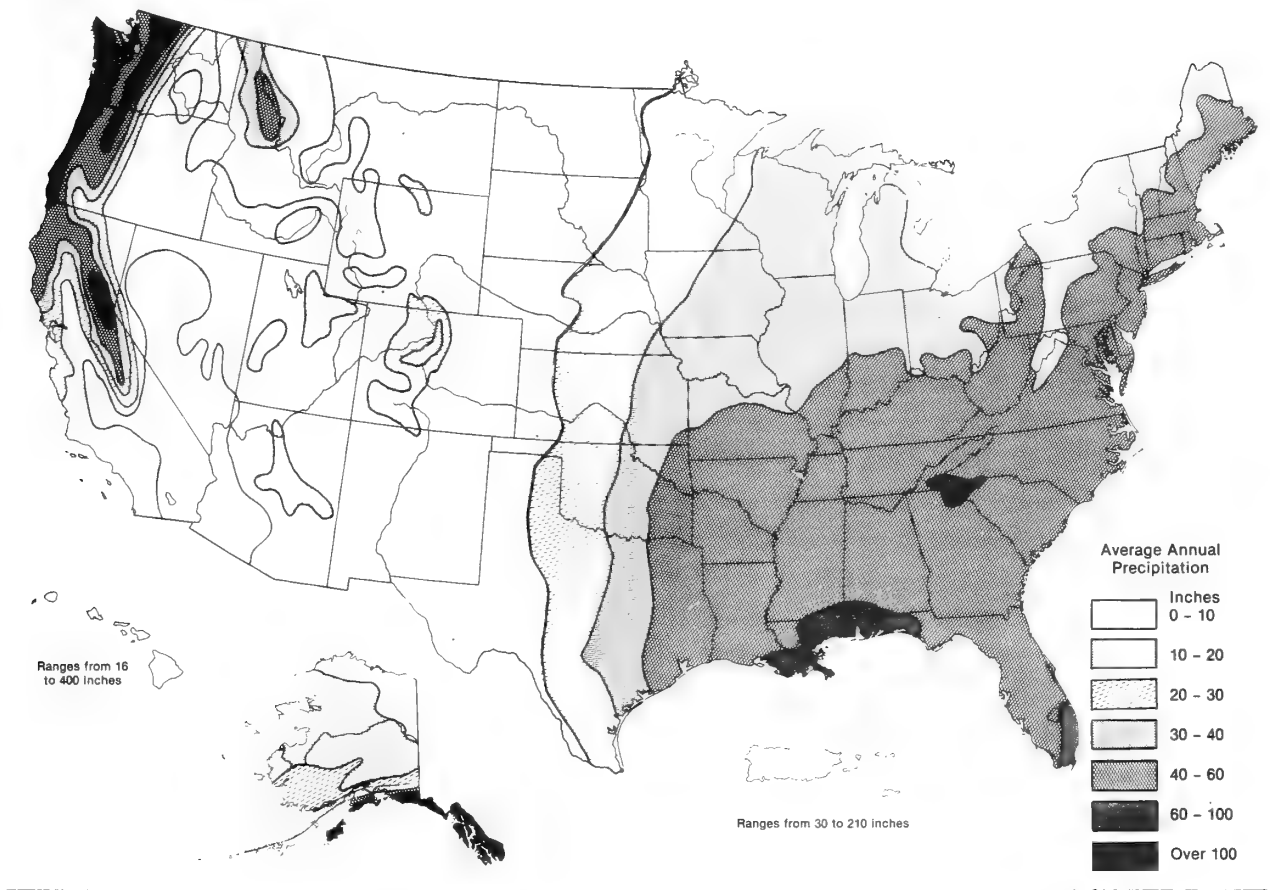 Average Annual
Precipitation
Inches
0 – 10
10 – 20
20 – 30
30 – 40
40 – 60
60 – 100
Over 100
Ranges from 16
to 400 inches
Ranges from 30 to 210 inches